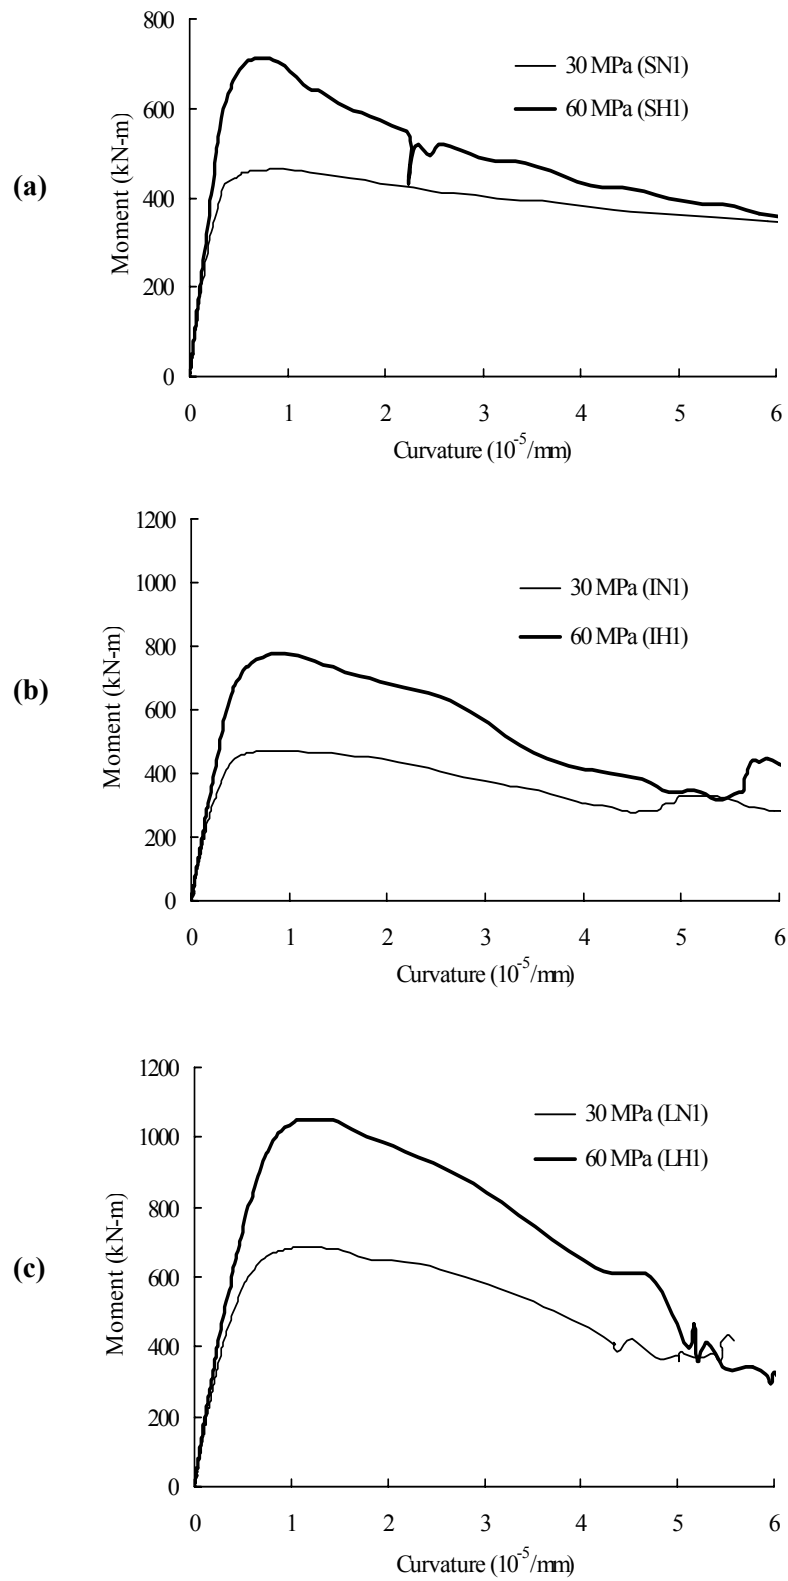 (a)
Moment (kN-m)
800
600
400
200
0
30 MPa (SN1)
60 MPa (SH1)
0 1 2 3 4 5 6
Curvature (10⁻⁵/mm)
(b)
Moment (kN-m)
1200
1000
800
600
400
200
0
30 MPa (IN1)
60 MPa (IH1)
0 1 2 3 4 5 6
Curvature (10⁻⁵/mm)
(c)
Moment (kN-m)
1200
1000
800
600
400
200
0
30 MPa (LN1)
60 MPa (LH1)
0 1 2 3 4 5 6
Curvature (10⁻⁵/mm)